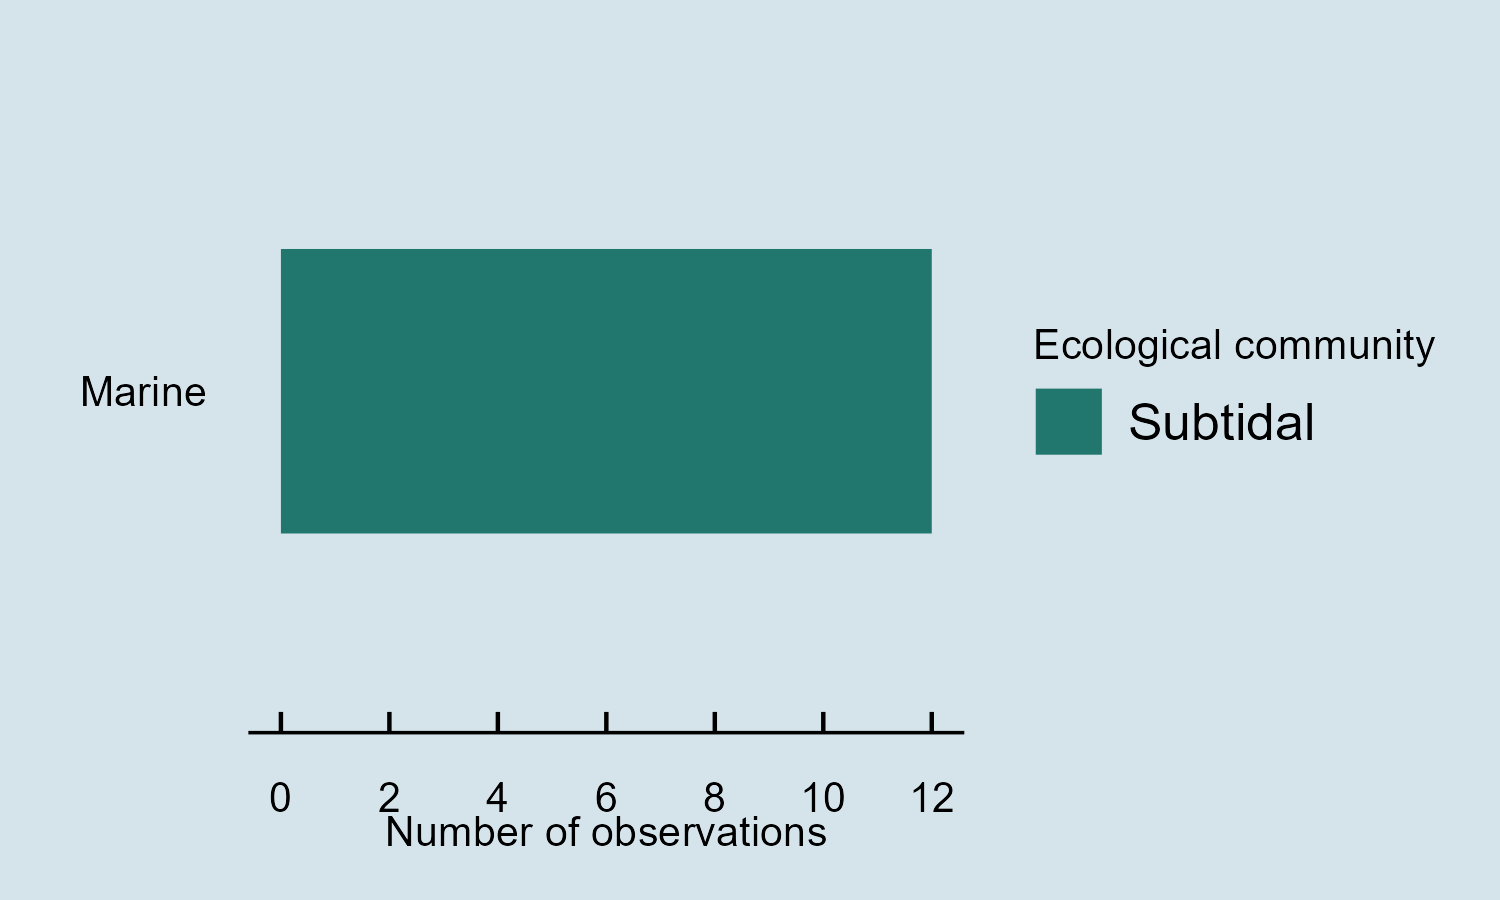 Marine
Ecological community
Subtidal
0 2 4 6 8 10 12
Number of observations